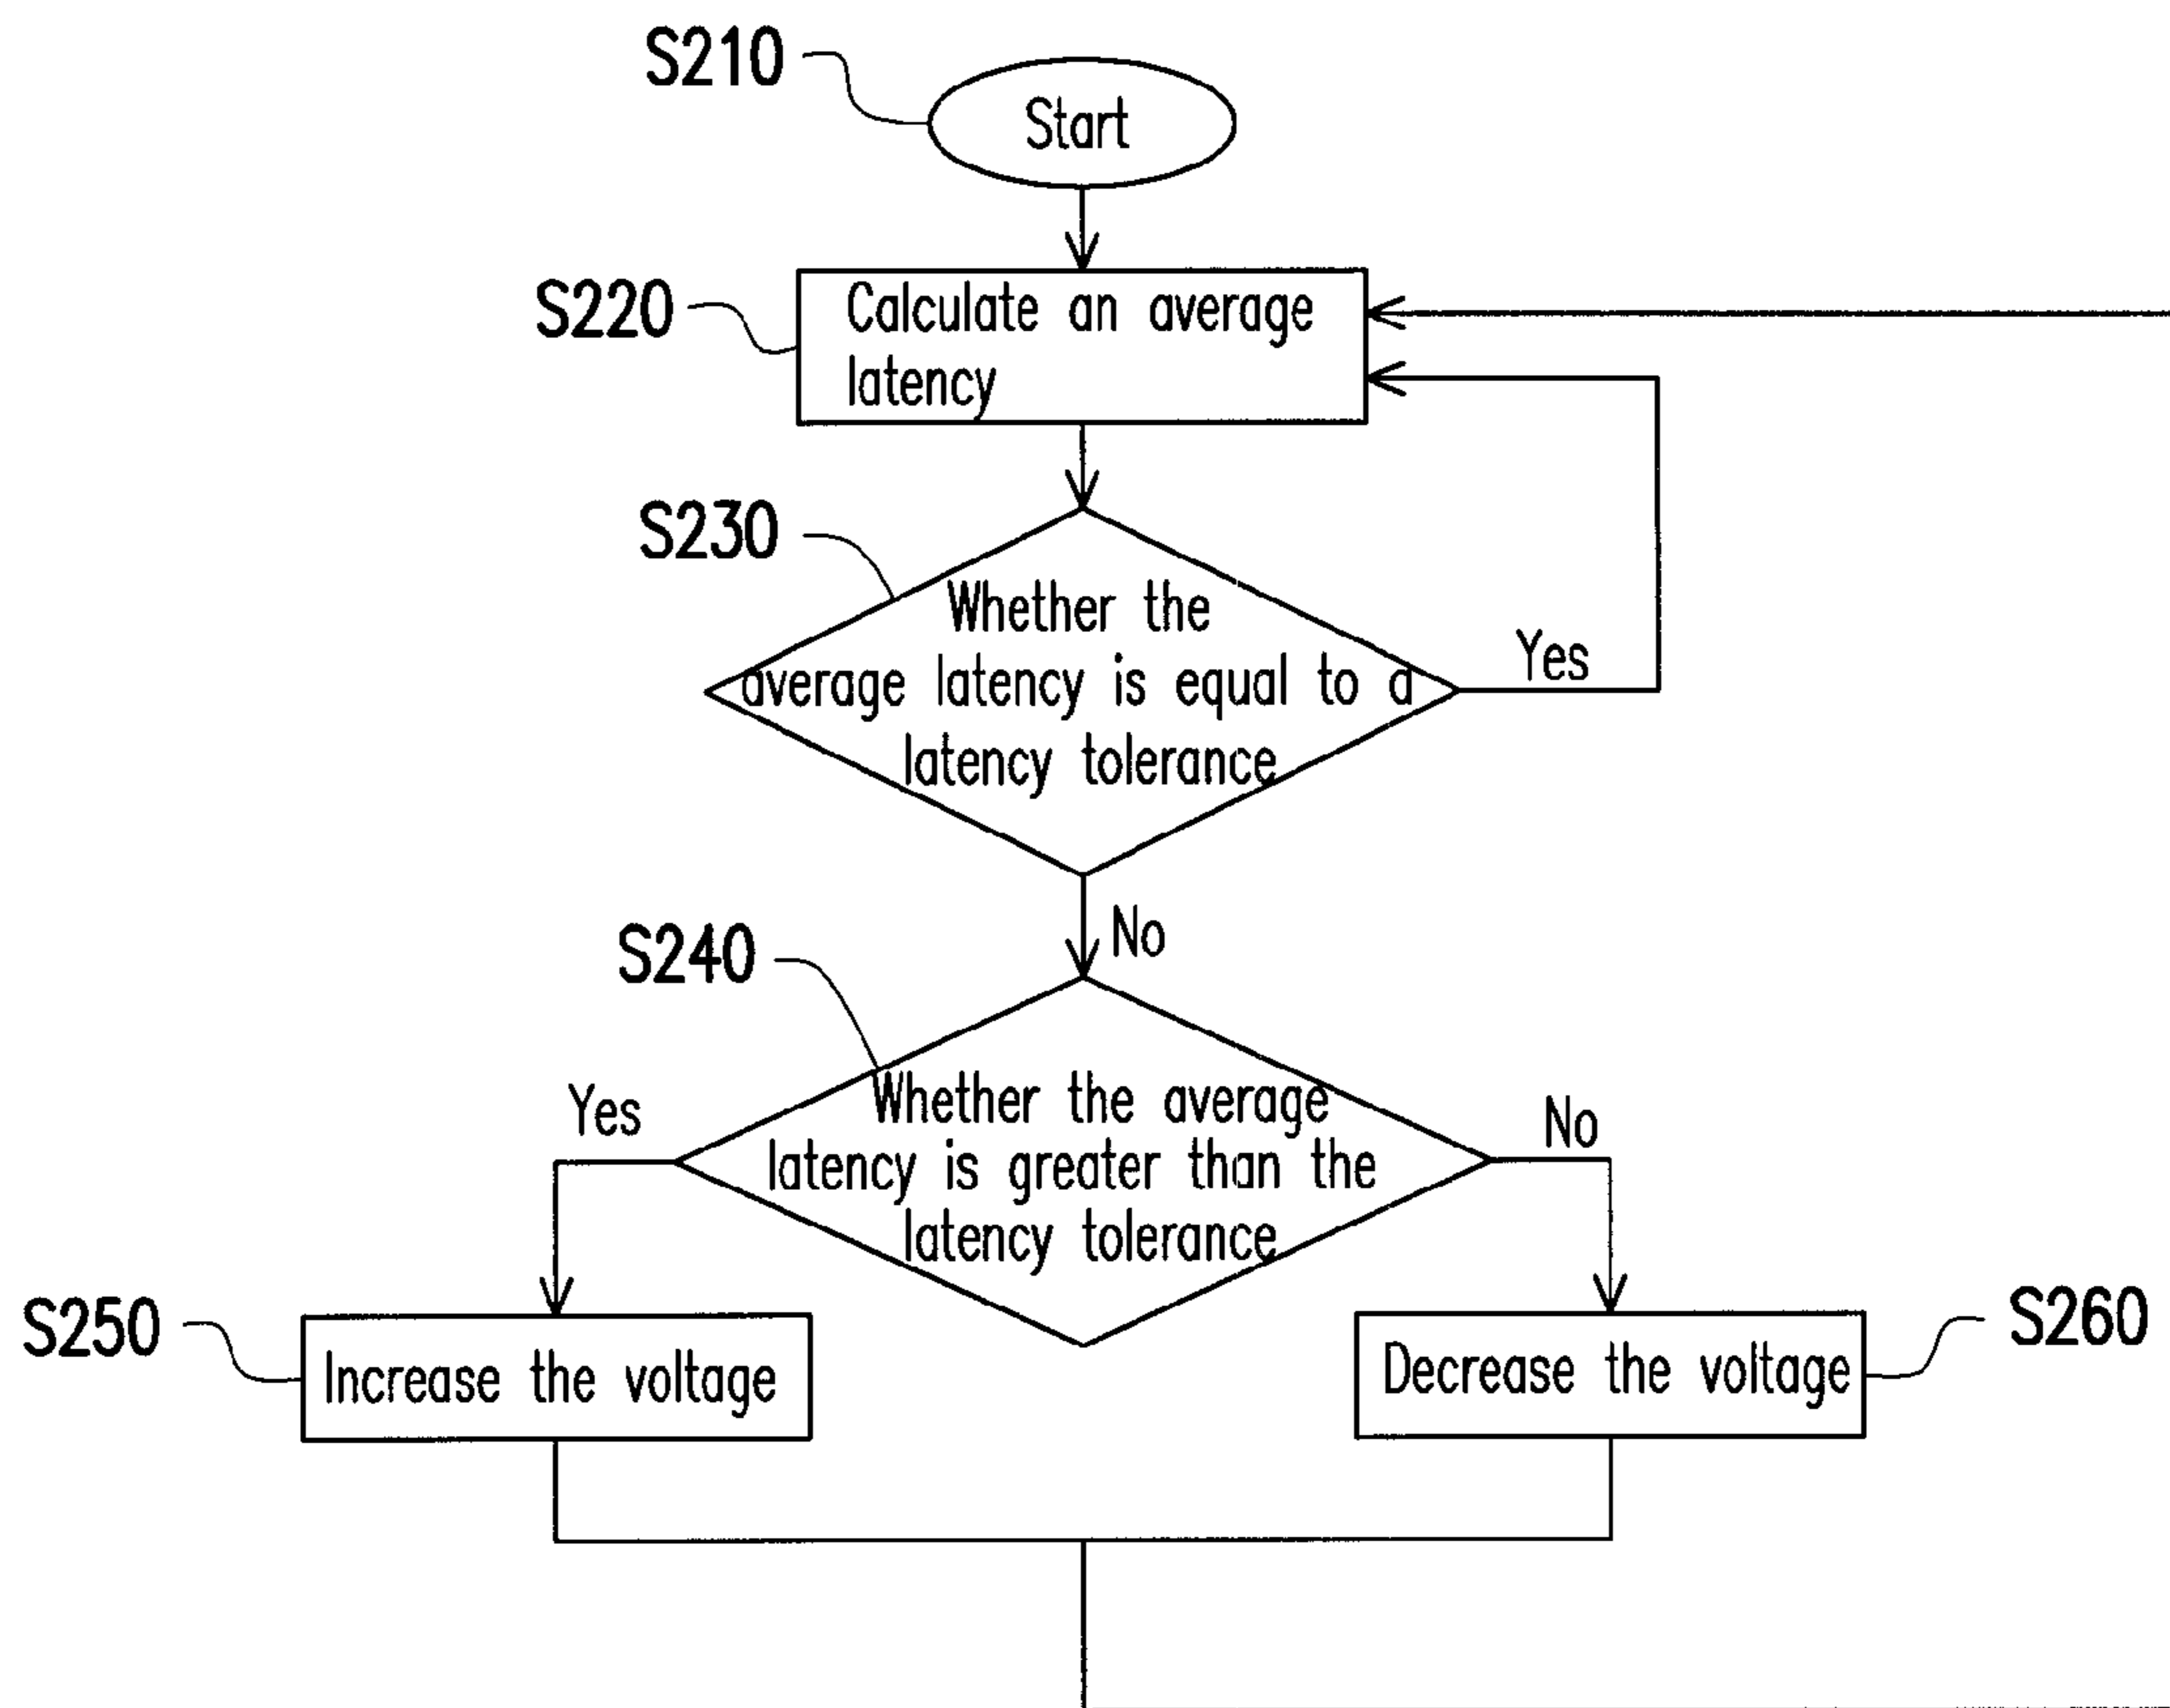 S210
Start
S220
Calculate an average
latency
S230
Whether the
average latency is equal to a
latency tolerance
Yes
No
S240
Whether the average
latency is greater than the
latency tolerance
Yes
No
S250
Increase the voltage
Decrease the voltage
S260